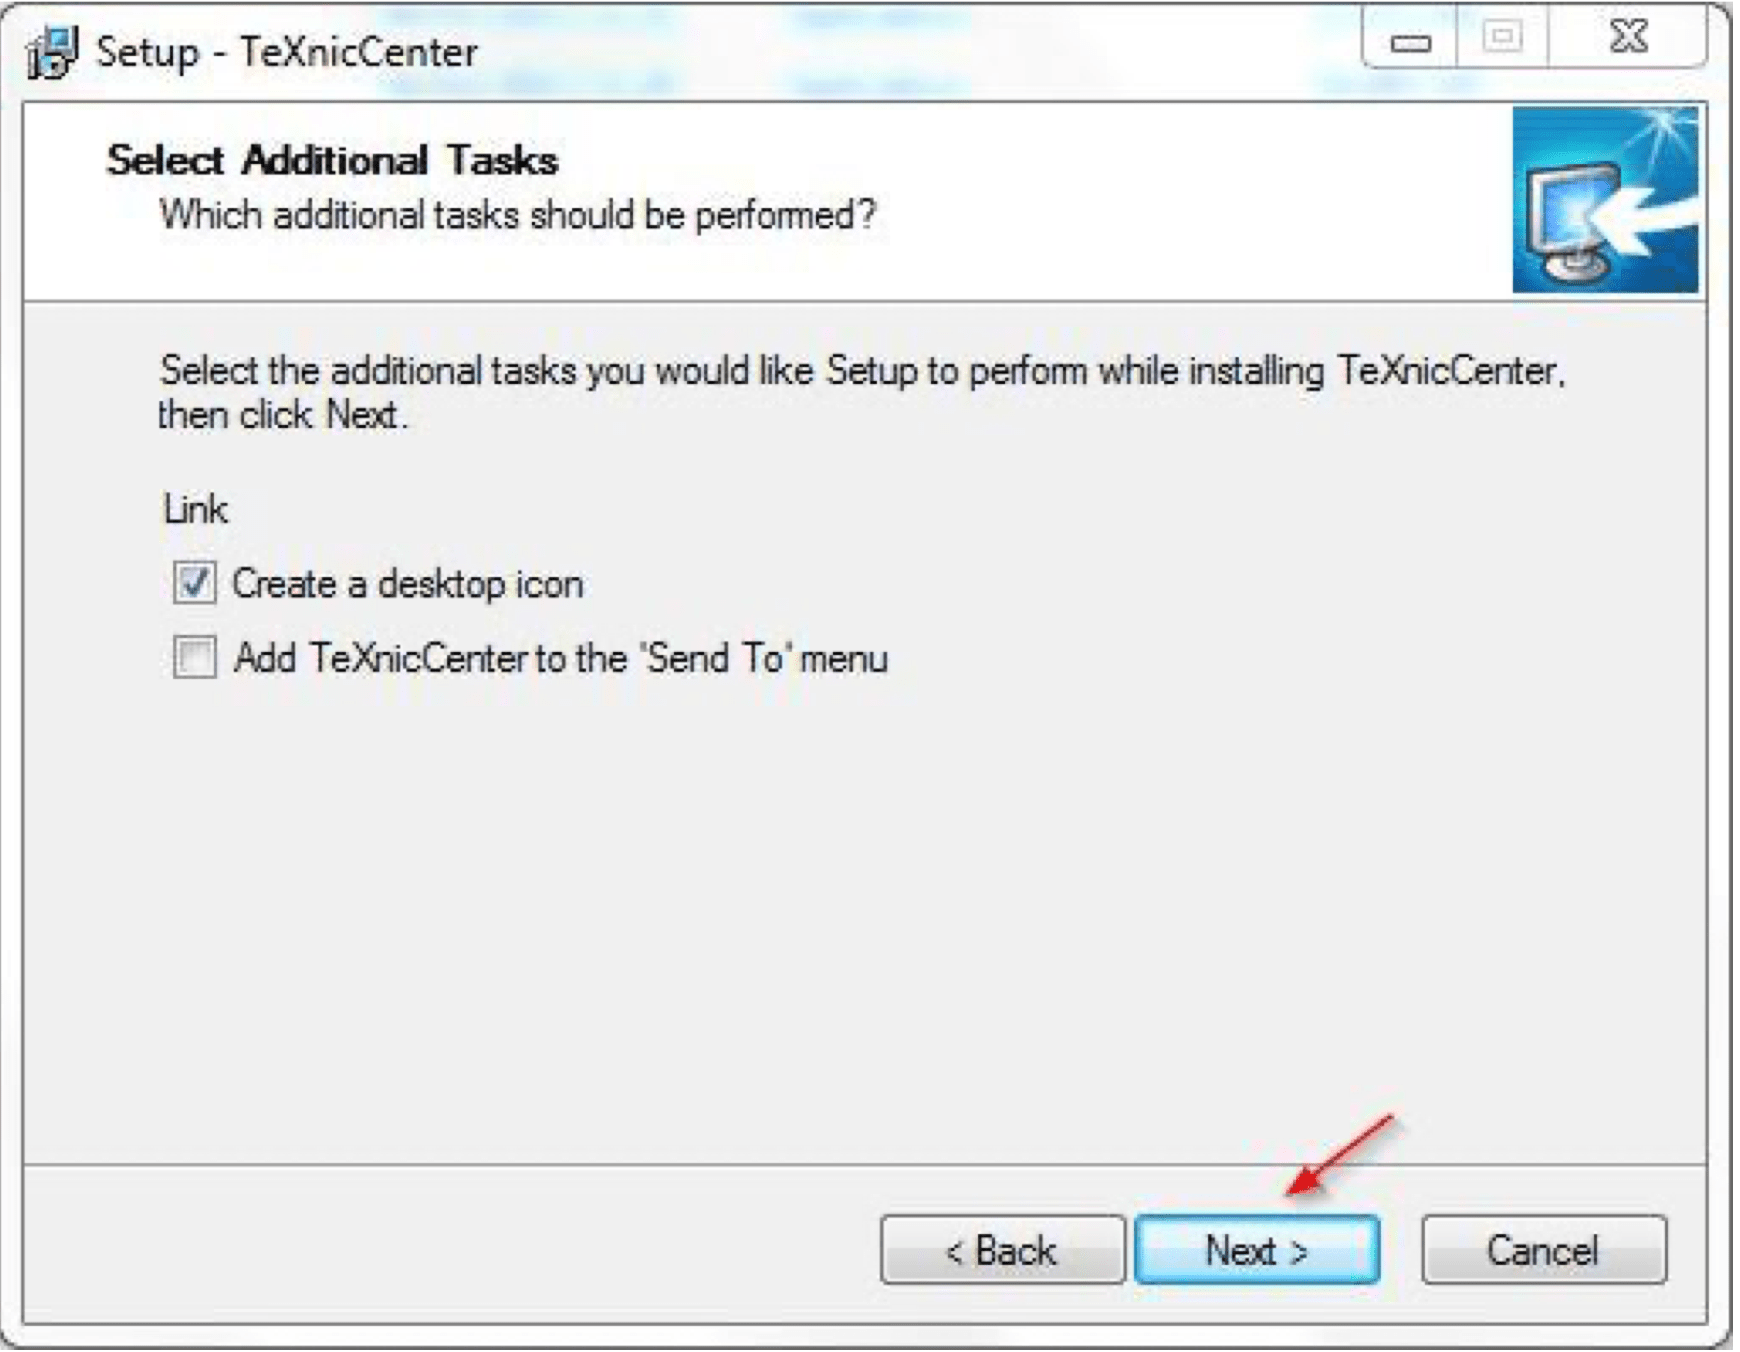 Setup - TeXnicCenter
Select Additional Tasks
Which additional tasks should be performed?
Select the additional tasks you would like Setup to perform while installing TeXnicCenter,
then click Next.
Link
Create a desktop icon
Add TeXnicCenter to the 'Send To' menu
< Back
Next >
Cancel